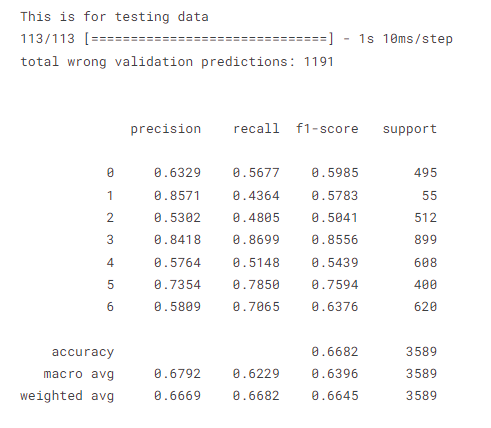 This is for testing data
113/113 [==============================] - 1s 10ms/step
total wrong validation predictions: 1191
precision recall f1-score support
0 0.6329 0.5677 0.5985 495
1 0.8571 0.4364 0.5783 55
2 0.5302 0.4805 0.5041 512
3 0.8418 0.8699 0.8556 899
4 0.5764 0.5148 0.5439 608
5 0.7354 0.7850 0.7594 400
6 0.5809 0.7065 0.6376 620
accuracy 0.6682 3589
macro avg 0.6792 0.6229 0.6396 3589
weighted avg 0.6669 0.6682 0.6645 3589